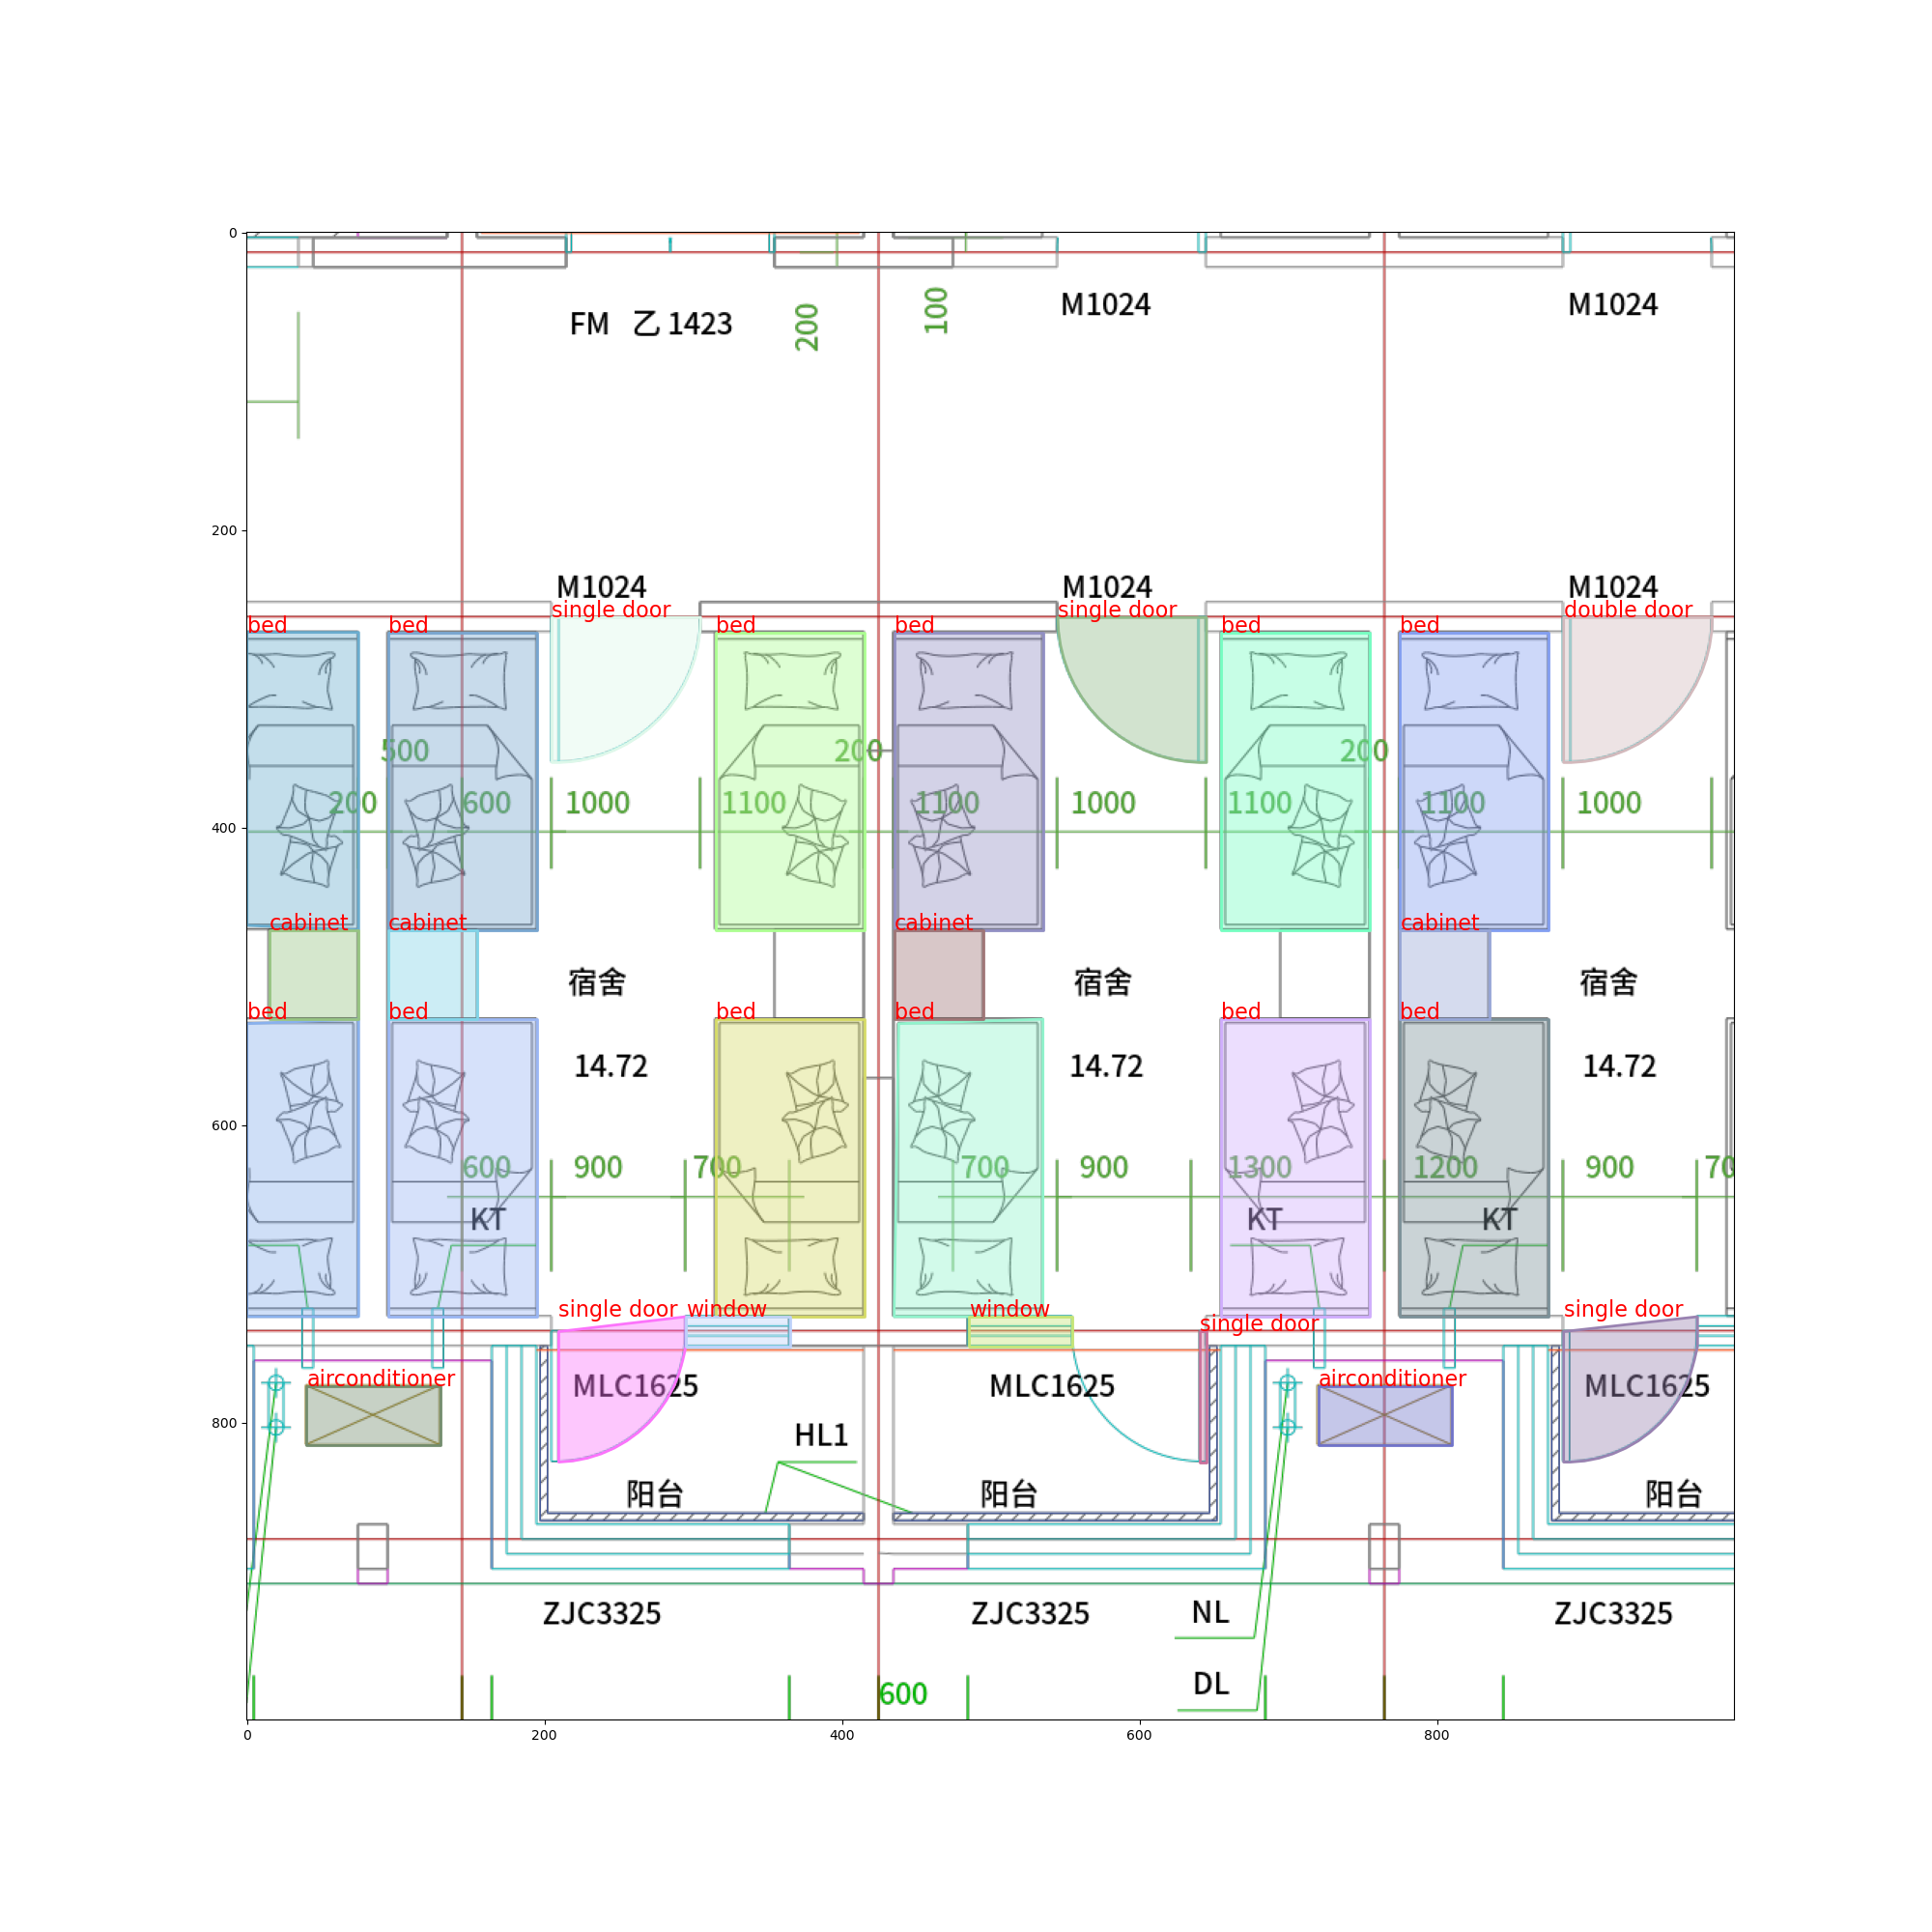 0
M1024
M1024
FM 乙 1423
200
100
200
M1024
M1024
M1024
single door
single door
double door
bed
bed
bed
bed
bed
bed
500
200
200
200
600
1000
1100
1100
1000
1100
1100
1000
400
cabinet
cabinet
cabinet
cabinet
宿舍
宿舍
宿舍
bed
bed
bed
bed
bed
bed
14.72
14.72
14.72
600
600
900
700
700
900
1300
1200
900
70
KT
KT
KT
single door
window
window
single door
single door
airconditioner
airconditioner
MLC1625
MLC1625
MLC1625
800
HL1
阳台
阳台
阳台
ZJC3325
ZJC3325
NL
ZJC3325
DL
600
0
200
400
600
800